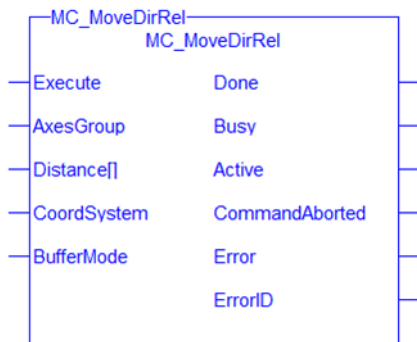 MC_MoveDirRel
MC_MoveDirRel
Execute Done
AxesGroup Busy
Distance[] Active
CoordSystem CommandAborted
BufferMode Error
ErrorID